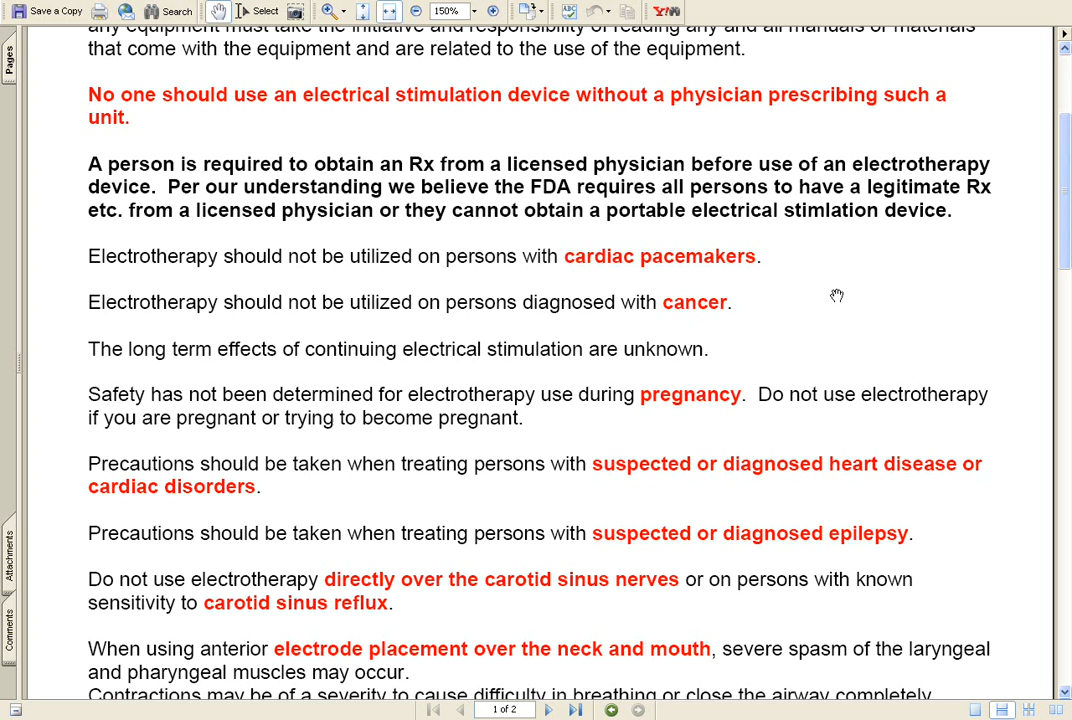 Save a Copy Search Select 150%
Pages
any equipment must take the initiative and responsibility of reading any and all manuals or materials
that come with the equipment and are related to the use of the equipment.
No one should use an electrical stimulation device without a physician prescribing such a
unit.
A person is required to obtain an Rx from a licensed physician before use of an electrotherapy
device. Per our understanding we believe the FDA requires all persons to have a legitimate Rx
etc. from a licensed physician or they cannot obtain a portable electrical stimlation device.
Electrotherapy should not be utilized on persons with cardiac pacemakers.
Electrotherapy should not be utilized on persons diagnosed with cancer.
The long term effects of continuing electrical stimulation are unknown.
Safety has not been determined for electrotherapy use during pregnancy. Do not use electrotherapy
if you are pregnant or trying to become pregnant.
Precautions should be taken when treating persons with suspected or diagnosed heart disease or
cardiac disorders.
Precautions should be taken when treating persons with suspected or diagnosed epilepsy.
Attachments
Do not use electrotherapy directly over the carotid sinus nerves or on persons with known
sensitivity to carotid sinus reflux.
Comments
When using anterior electrode placement over the neck and mouth, severe spasm of the laryngeal
and pharyngeal muscles may occur.
Contractions may be of a severity to cause difficulty in breathing or close the airway completely
1 of 2